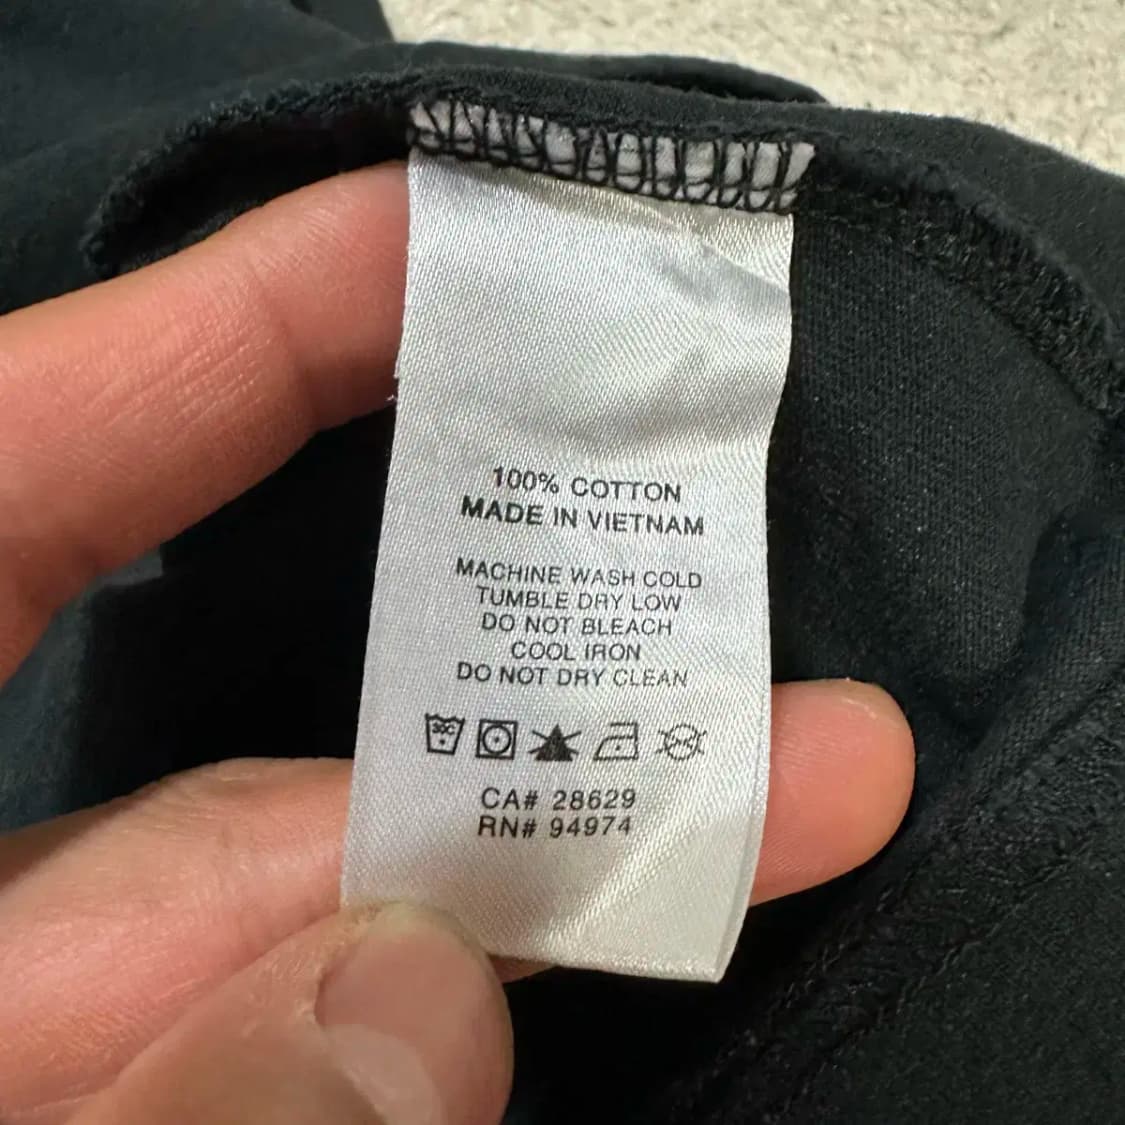 100% COTTON
MADE IN VIETNAM
MACHINE WASH COLD
TUMBLE DRY LOW
DO NOT BLEACH
COOL IRON
DO NOT DRY CLEAN
30C
CA# 28629
RN# 94974